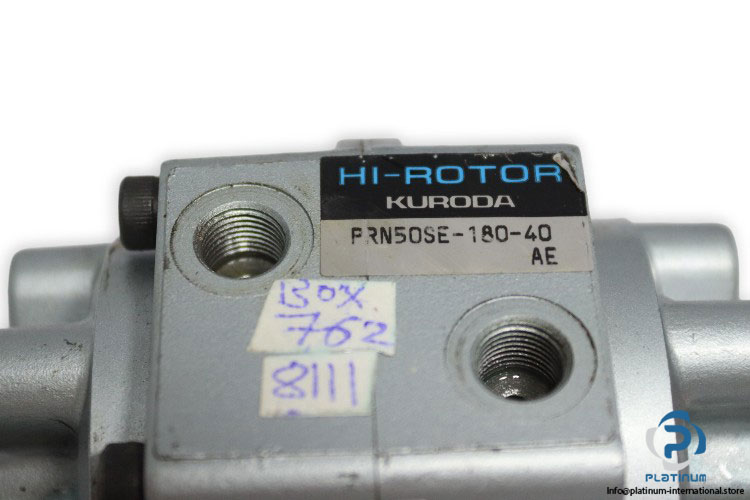 HI-ROTOR
KURODA
PRN50SE-180-40
AE
BOX
762
8111
PLATINUM
Info@platinum-international.store